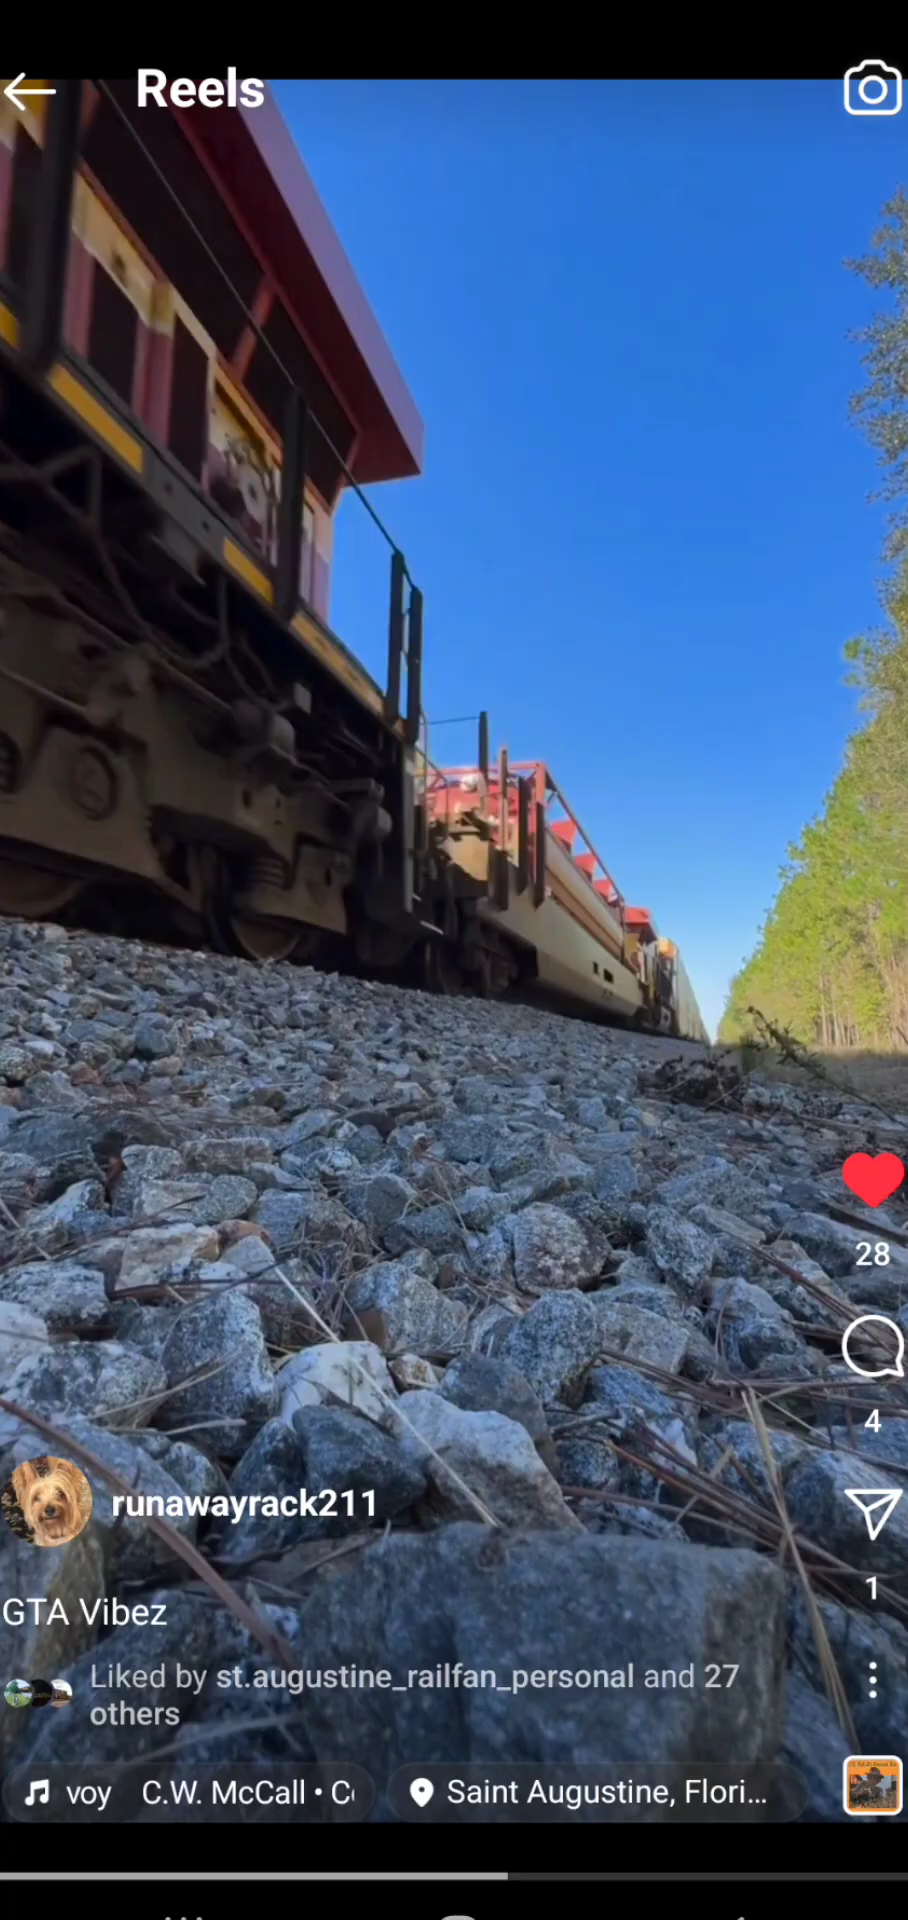 Reels
28
4
runawayrack211
1
GTA Vibez
Liked by st.augustine_railfan_personal and 27
others
voy C.W. McCall •
Saint Augustine, Flori...